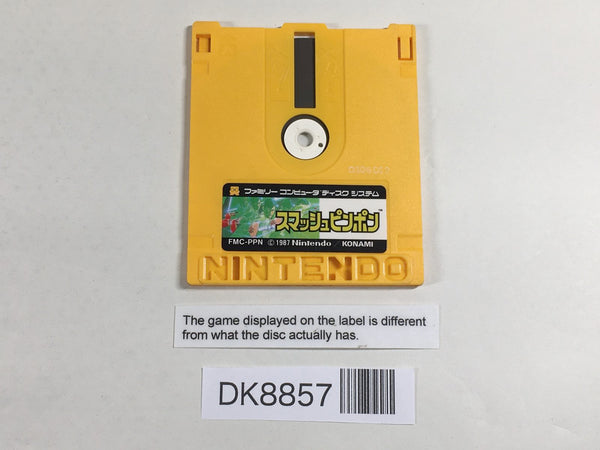 ファミリー コンピュータ ディスク システム
スマッシュピンポン™
FMC-PPN © 1987 Nintendo / KONAMI
NINTENDO
The game displayed on the label is different
from what the disc actually has.
DK8857